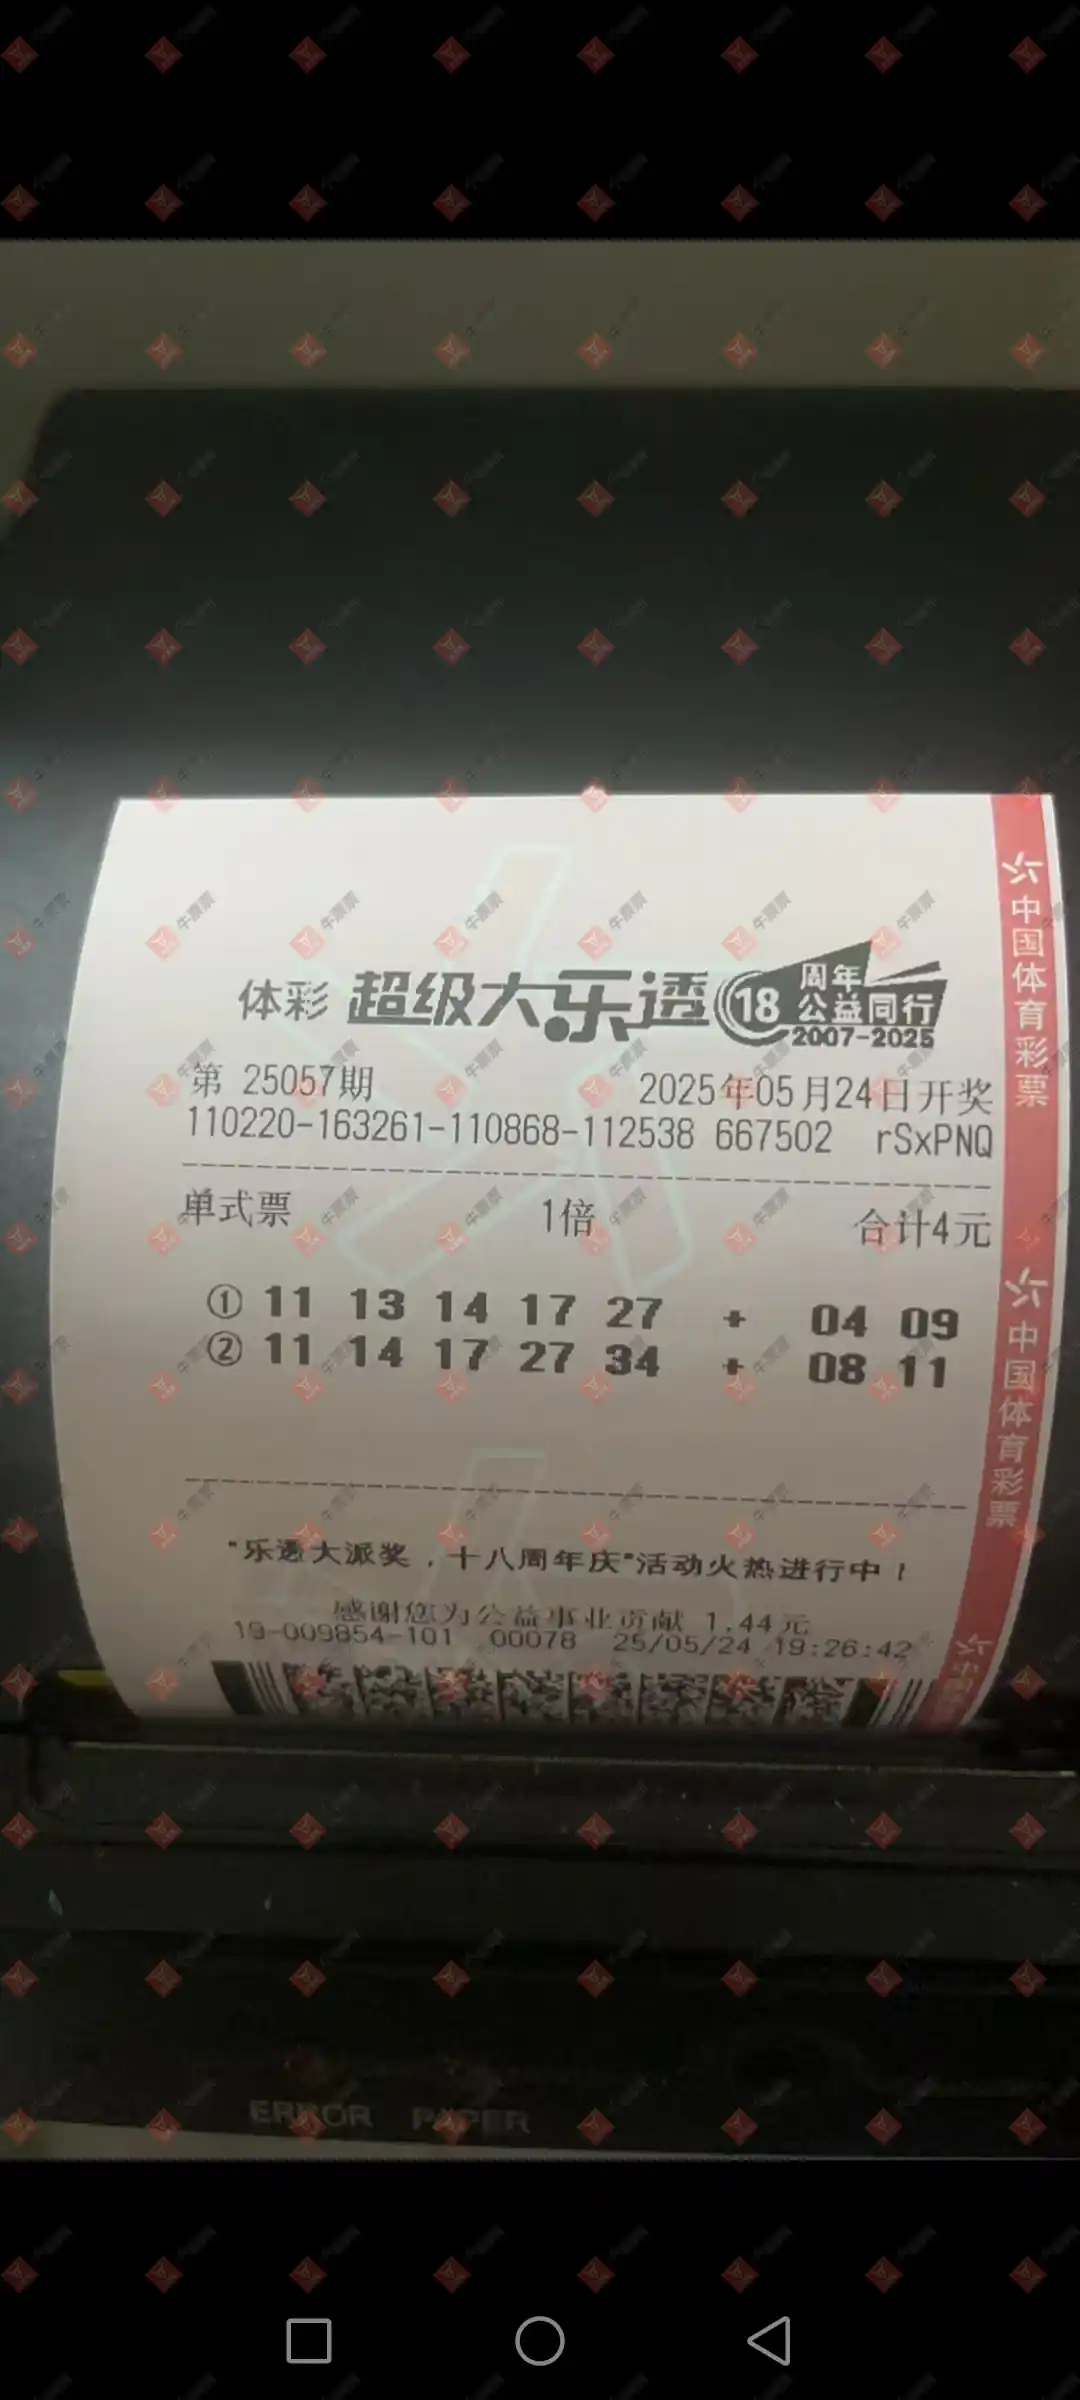 体彩 超级大乐透 18 周年 公益同行 2007-2025
第 25057期 2025年05月24日开奖
110220-163261-110868-112538 667502 rSxPNQ
单式票 1倍 合计4元
① 11 13 14 17 27 + 04 09
② 11 14 17 27 34 + 08 11
"乐透大派奖，十八周年庆"活动火热进行中！
感谢您为公益事业贡献 1.44元
19-009854-101 00078 25/05/24 19:26:42
中国体育彩票
中国体育彩票
中国
ERROR PAPER
牛票票